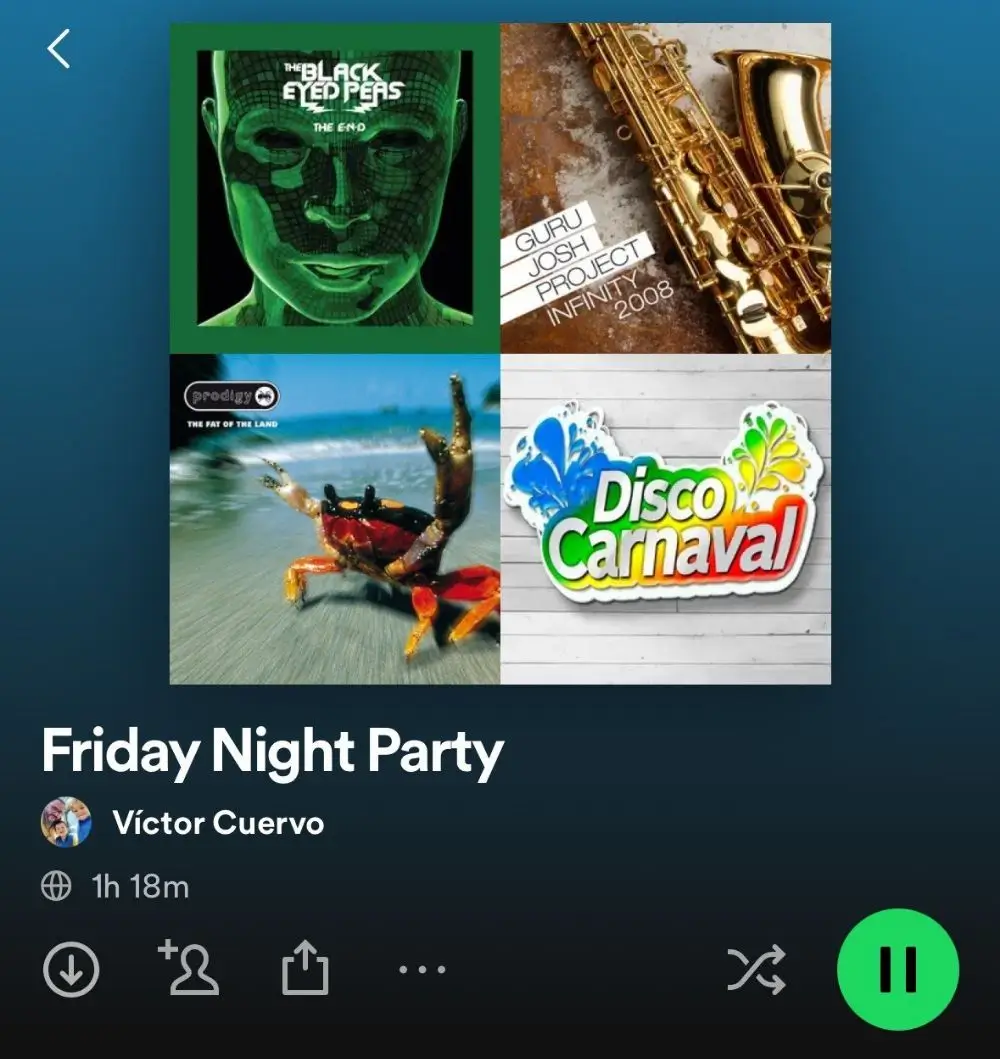 THE BLACK
EYED PEAS
THE E·N·D
GURU
JOSH
PROJECT
INFINITY
2008
prodigy
THE FAT OF THE LAND
Disco
Carnaval
Friday Night Party
Víctor Cuervo
1h 18m